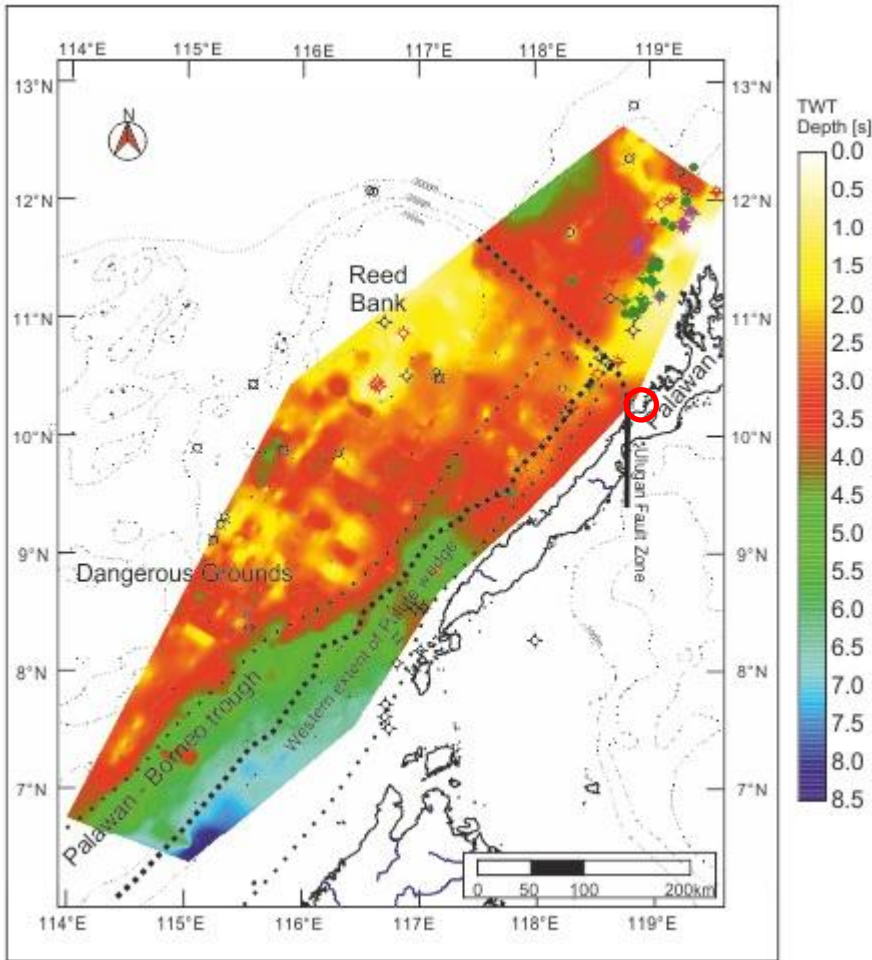 114°E 115°E 116E 117°E 118°E 119°E
13°N 13°N
12°N 12°N
11°N 11°N
10°N 10°N
9°N 9°N
8°N 8°N
7°N 7°N
114°E 115°E 116°E 117°E 118°E 119°E
N
Reed
Bank
Palawan
Ulugan Fault Zone
Dangerous Grounds
Western extent of
wedge
Palawan - Borneo trough
0 50 100 200km
TWT
Depth [s]
0.0
0.5
1.0
1.5
2.0
2.5
3.0
3.5
4.0
4.5
5.0
5.5
6.0
6.5
7.0
7.5
8.0
8.5